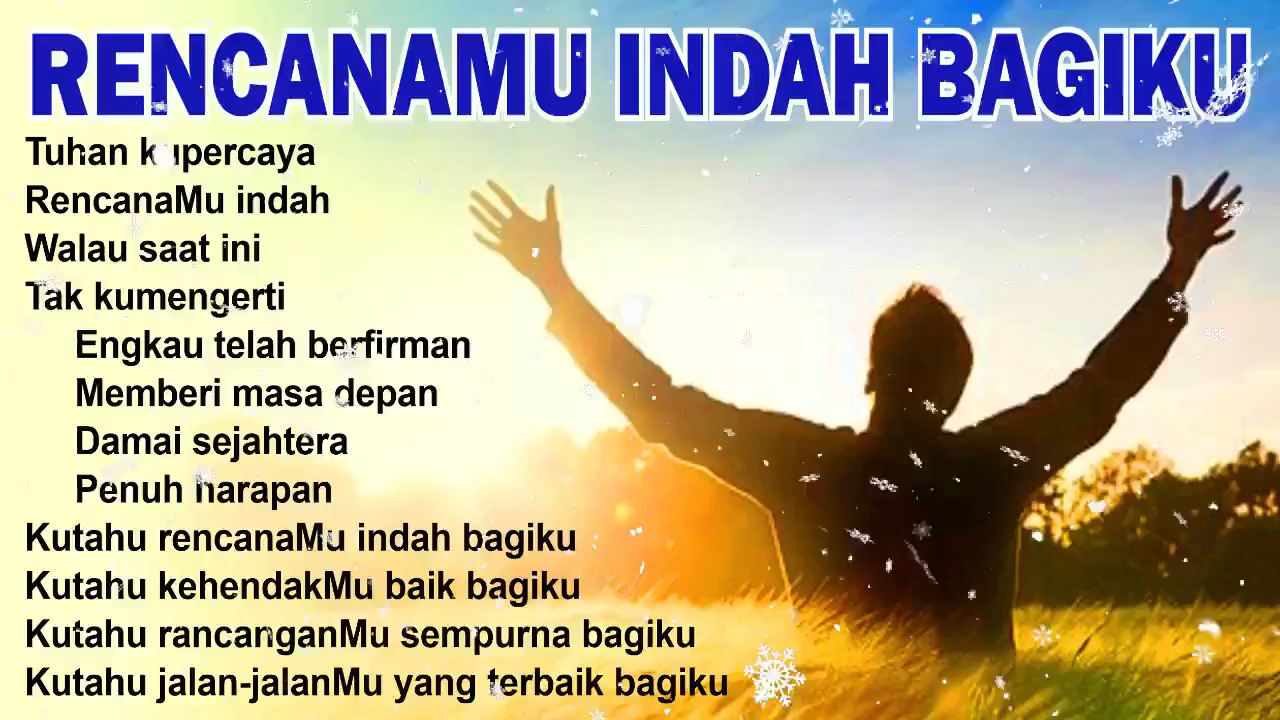 RENCANAMU INDAH BAGIKU
Tuhan kupercaya
RencanaMu indah
Walau saat ini
Tak kumengerti
Engkau telah berfirman
Memberi masa depan
Damai sejahtera
Penuh harapan
Kutahu rencanaMu indah bagiku
Kutahu kehendakMu baik bagiku
Kutahu rancanganMu sempurna bagiku
Kutahu jalan-jalanMu yang terbaik bagiku